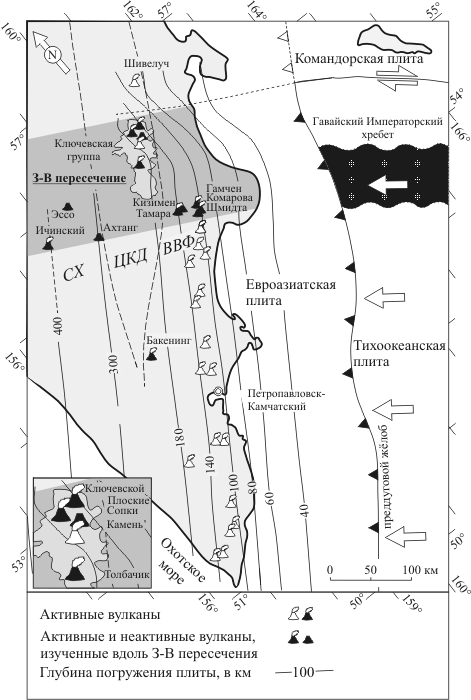 160°
162°
57°
164°
55°
N
Шивелуч
Командорская плита
54°
57°
Ключевская
группа
Гавайский Императорский
хребет
166°
З-В пересечение
Эссо
Кизимен
Тамара
Гамчен
Комарова
Шмидта
Ичинский
Ахтанг
СХ
ЦКД
ВВФ
Евроазиатская
плита
400
300
Бакенинг
Тихоокеанская
плита
156°
Петропавловск-
Камчатский
180
140
100
80
60
40
предуговой жёлоб
Ключевской
Плоские
Сопки
Камень
Толбачик
Охотское
море
53°
50°
0 50 100 км
160°
156°
51°
50°
159°
Активные вулканы
Активные и неактивные вулканы,
изученные вдоль З-В пересечения
Глубина погружения плиты, в км
100